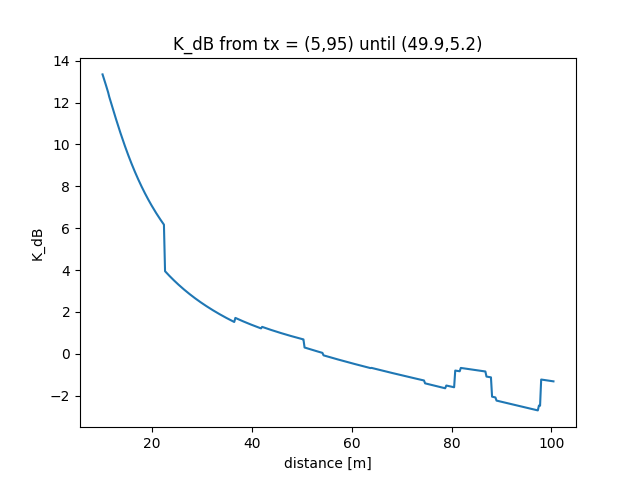 K_dB from tx = (5,95) until (49.9,5.2)
14
12
10
8
6
4
2
0
−2
K_dB
20 40 60 80 100
distance [m]